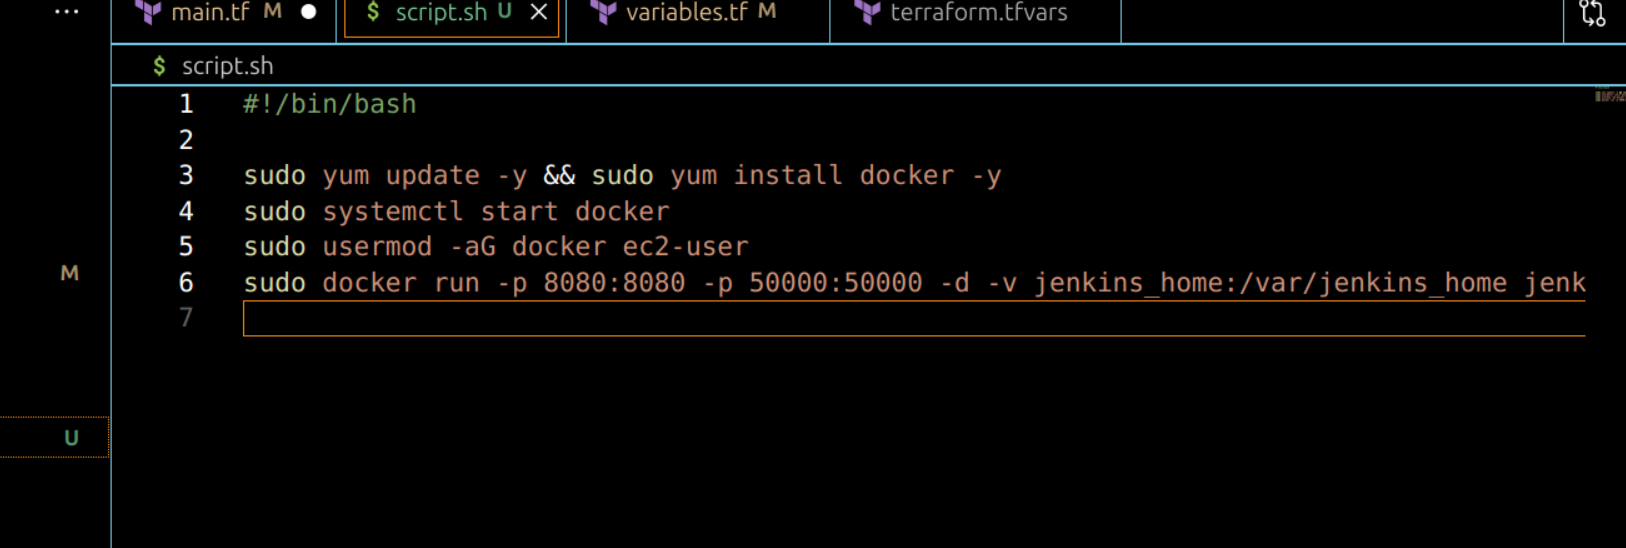 ... main.tf M ● $ script.sh U × variables.tf M terraform.tfvars
$ script.sh
1 #!/bin/bash
2
3 sudo yum update -y && sudo yum install docker -y
4 sudo systemctl start docker
5 sudo usermod -aG docker ec2-user
M
6 sudo docker run -p 8080:8080 -p 50000:50000 -d -v jenkins_home:/var/jenkins_home jenk
7
U